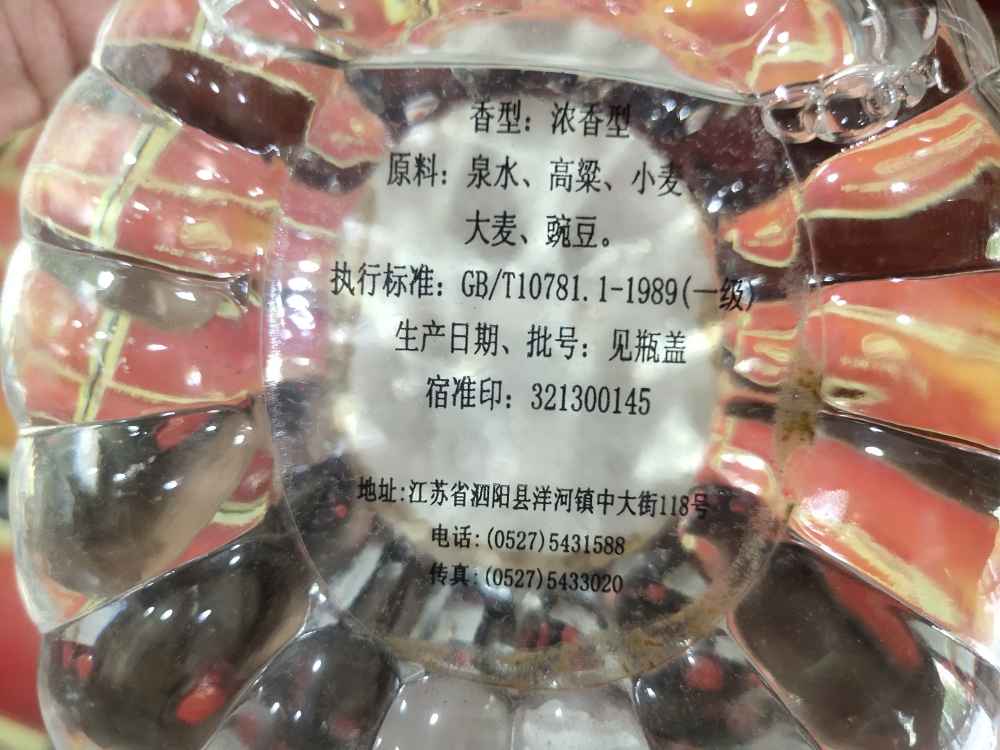 香型：浓香型
原料：泉水、高粱、小麦
大麦、豌豆。
执行标准：GB/T10781.1-1989(一级)
生产日期、批号：见瓶盖
宿准印：321300145
地址:江苏省泗阳县洋河镇中大街118号
电话:(0527)5431588
传真:(0527)5433020